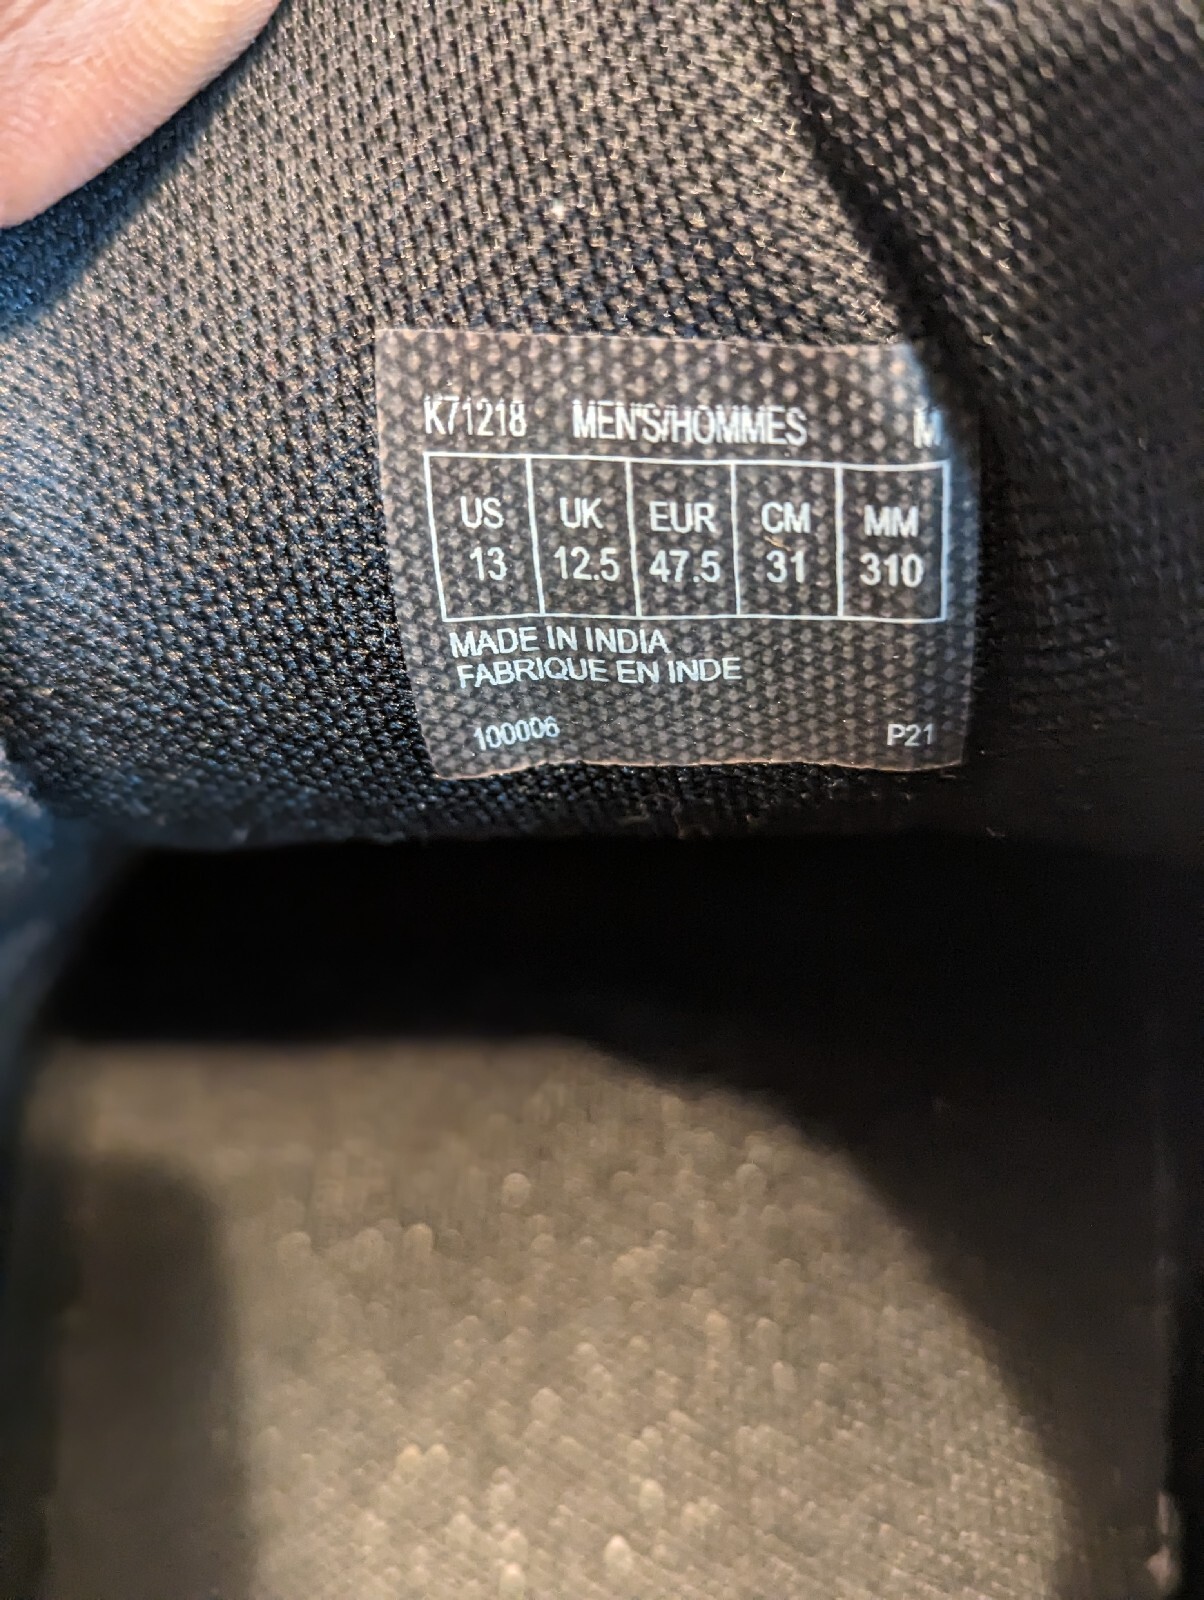 K71218 MEN'S/HOMMES M
US UK EUR CM MM
13 12.5 47.5 31 310
MADE IN INDIA
FABRIQUE EN INDE
100006 P21